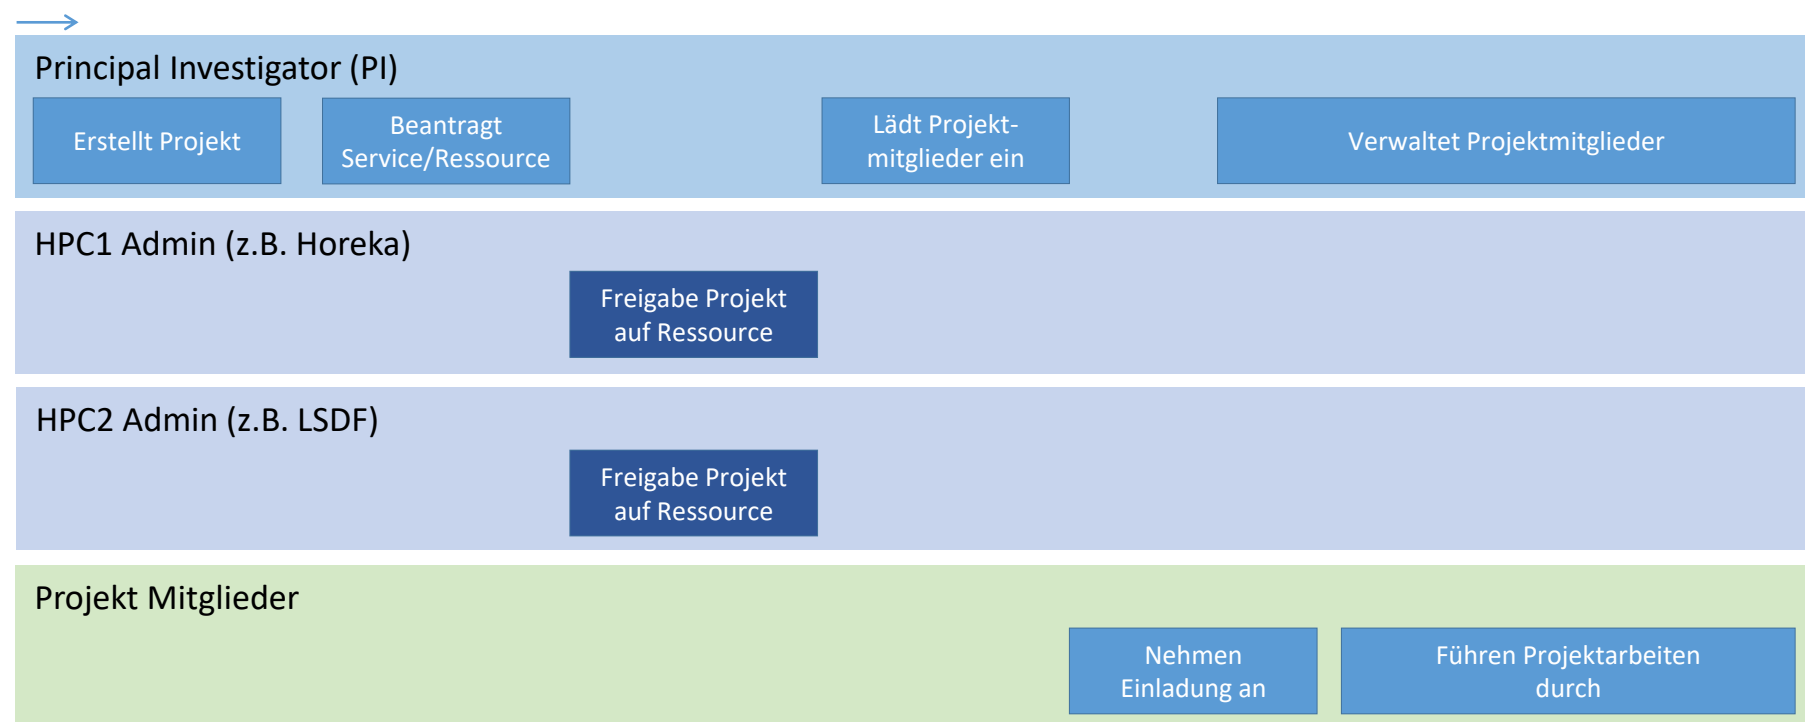 Principal Investigator (PI)
Erstellt Projekt
Beantragt
Service/Ressource
Lädt Projekt-
mitglieder ein
Verwaltet Projektmitglieder
HPC1 Admin (z.B. Horeka)
Freigabe Projekt
auf Ressource
HPC2 Admin (z.B. LSDF)
Freigabe Projekt
auf Ressource
Projekt Mitglieder
Nehmen
Einladung an
Führen Projektarbeiten
durch